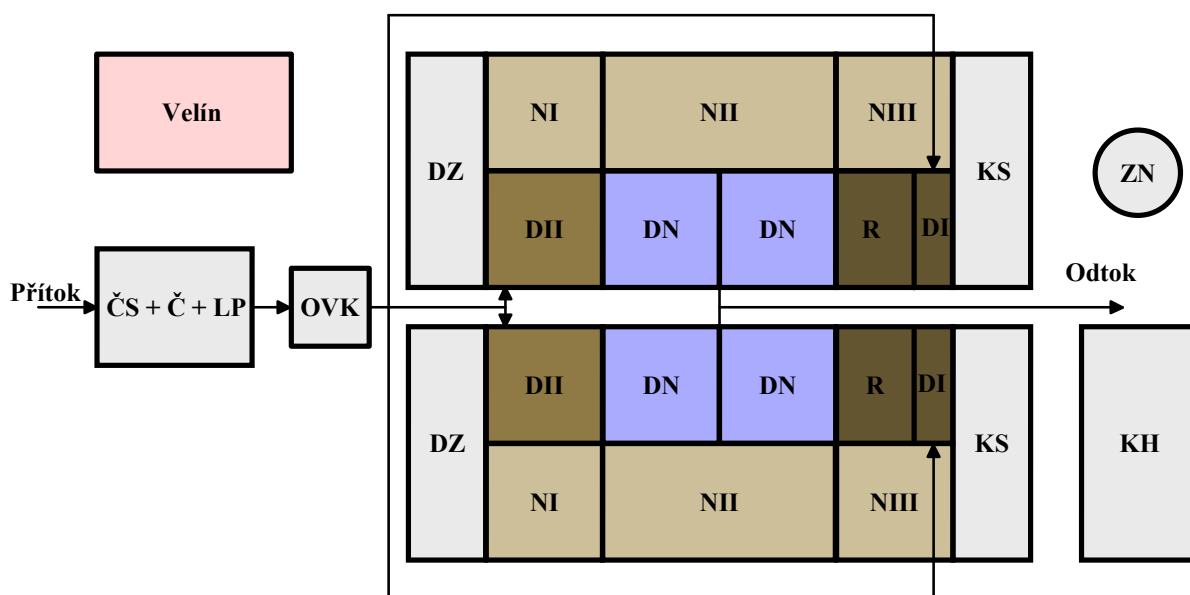 Velín
NI
NII
NIII
DZ
KS
ZN
DII
DN
DN
R
DI
Přítok
ČS + Č + LP
OVK
Odtok
DII
DN
DN
R
DI
DZ
KS
KH
NI
NII
NIII